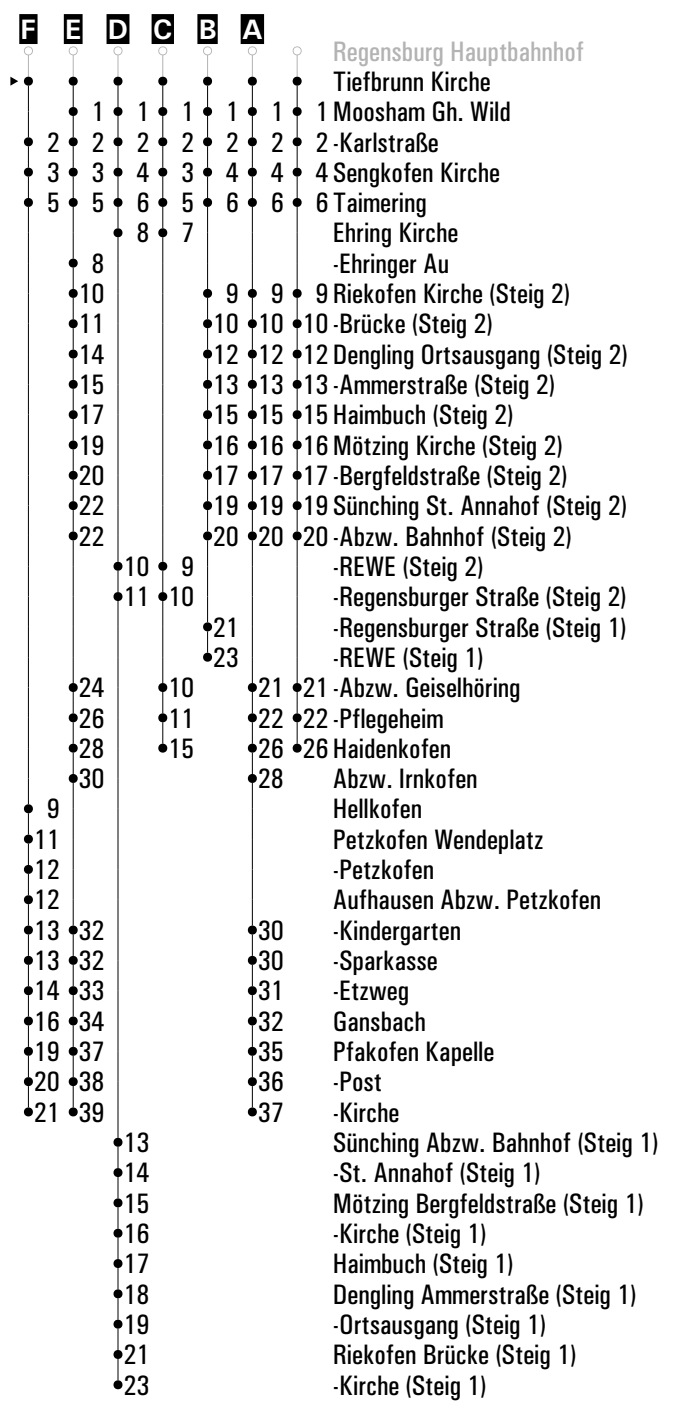 F E D C B A
Regensburg Hauptbahnhof
Tiefbrunn Kirche
1 1 1 1 1 1 Moosham Gh. Wild
2 2 2 2 2 2 2 -Karlstraße
3 3 4 3 4 4 4 Sengkofen Kirche
5 5 6 5 6 6 6 Taimering
8 7 Ehring Kirche
8 -Ehringer Au
10 9 9 9 Riekofen Kirche (Steig 2)
11 10 10 10 -Brücke (Steig 2)
14 12 12 12 Dengling Ortsausgang (Steig 2)
15 13 13 13 -Ammerstraße (Steig 2)
17 15 15 15 Haimbuch (Steig 2)
19 16 16 16 Mötzing Kirche (Steig 2)
20 17 17 17 -Bergfeldstraße (Steig 2)
22 19 19 19 Sünching St. Annahof (Steig 2)
22 20 20 20 -Abzw. Bahnhof (Steig 2)
10 9 -REWE (Steig 2)
11 10 -Regensburger Straße (Steig 2)
21 -Regensburger Straße (Steig 1)
23 -REWE (Steig 1)
24 10 21 21 -Abzw. Geiselhöring
26 11 22 22 -Pflegeheim
28 15 26 26 Haidenkofen
30 28 Abzw. Irnkofen
9 Hellkofen
11 Petzkofen Wendeplatz
12 -Petzkofen
12 Aufhausen Abzw. Petzkofen
13 32 30 -Kindergarten
13 32 30 -Sparkasse
14 33 31 -Etzweg
16 34 32 Gansbach
19 37 35 Pfakofen Kapelle
20 38 36 -Post
21 39 37 -Kirche
13 Sünching Abzw. Bahnhof (Steig 1)
14 -St. Annahof (Steig 1)
15 Mötzing Bergfeldstraße (Steig 1)
16 -Kirche (Steig 1)
17 Haimbuch (Steig 1)
18 Dengling Ammerstraße (Steig 1)
19 -Ortsausgang (Steig 1)
21 Riekofen Brücke (Steig 1)
23 -Kirche (Steig 1)